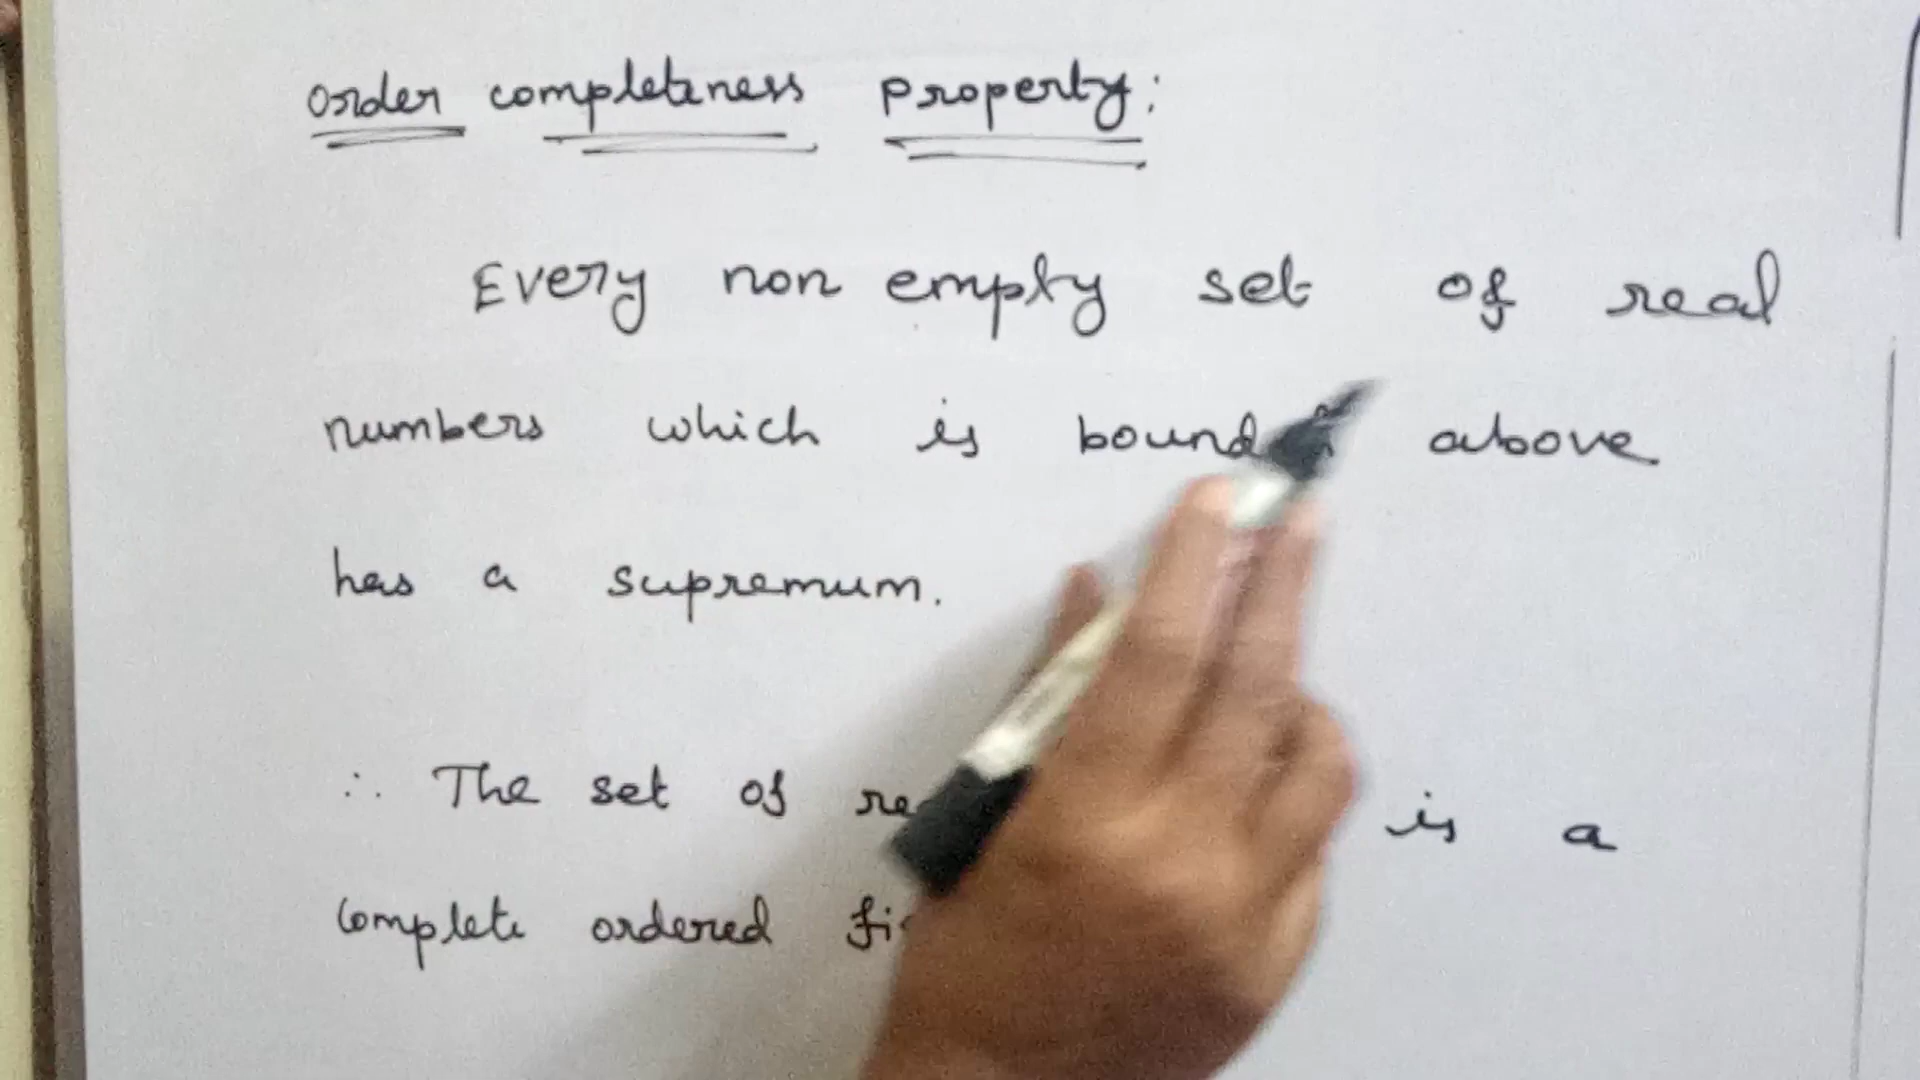 Order completeness Property:
Every non empty set of real
numbers which is above
has a supremum.
∴ The set of is a
complete ordered